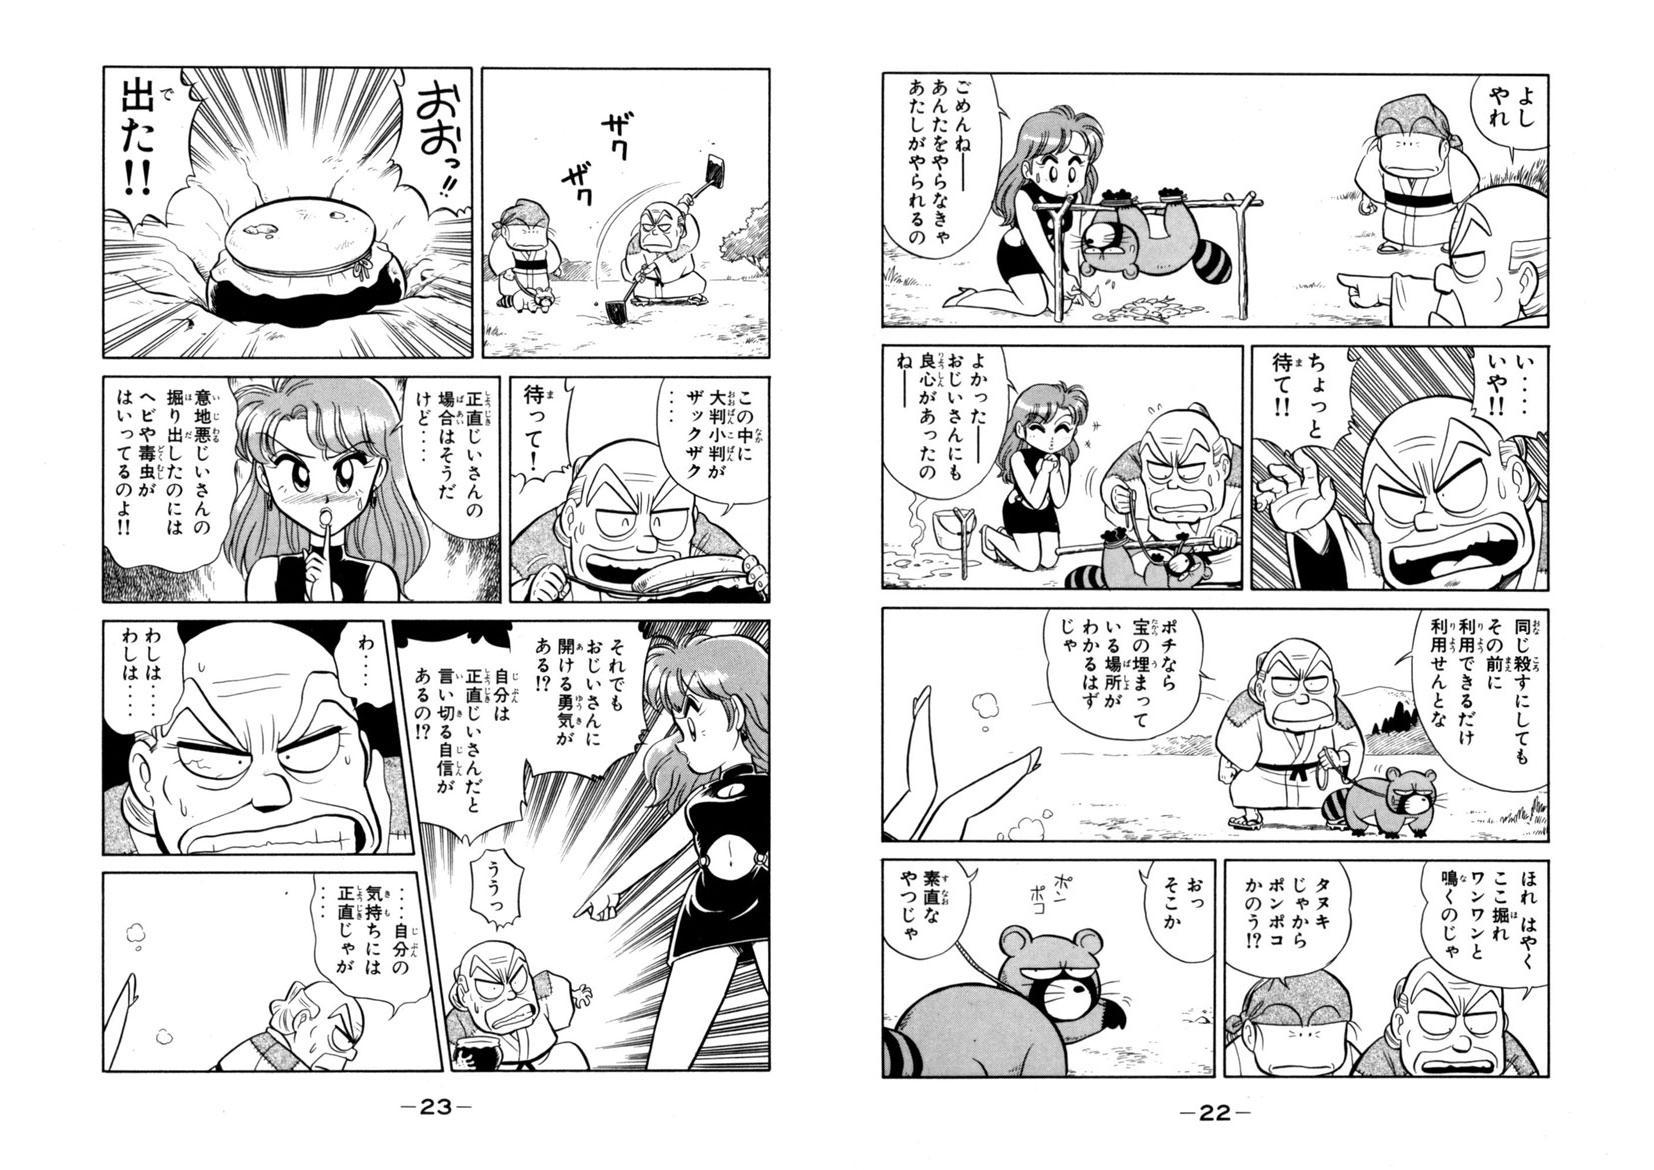 よし
やれ
ごめんね――
あんたをやらなきゃ
あたしがやられるの
い‥‥
いや!!
ちょっと
待て!!
よかった――
おじいさんにも
良心があったの
ね――
同じ殺すにしても
その前に
利用できるだけ
利用せんとな
ポチなら
宝の埋まって
いる場所が
わかるはず
じゃ
ほれ はやく
ここ掘れ
ワンワンと
鳴くのじゃ
タヌキ
じゃから
ポンポコ
かのう!?
おっ
そこか
ポン
ポコ
素直な
やつじゃ
―22―
ザク
ザク
おおっ!!
出た!!
この中に
大判小判が
ザックザク
‥‥
待って!
正直じいさんの
場合はそうだ
けど‥‥
意地悪じいさんの
掘り出したのには
ヘビや毒虫が
はいってるのよ!!
それでも
おじいさんに
開ける勇気が
ある!?
自分は
正直じいさんだと
言い切る自信が
あるの!?
ううっ
わ‥‥
わしは‥‥
わしは‥‥
‥‥自分の
気持ちには
正直じゃが
‥‥
―23―